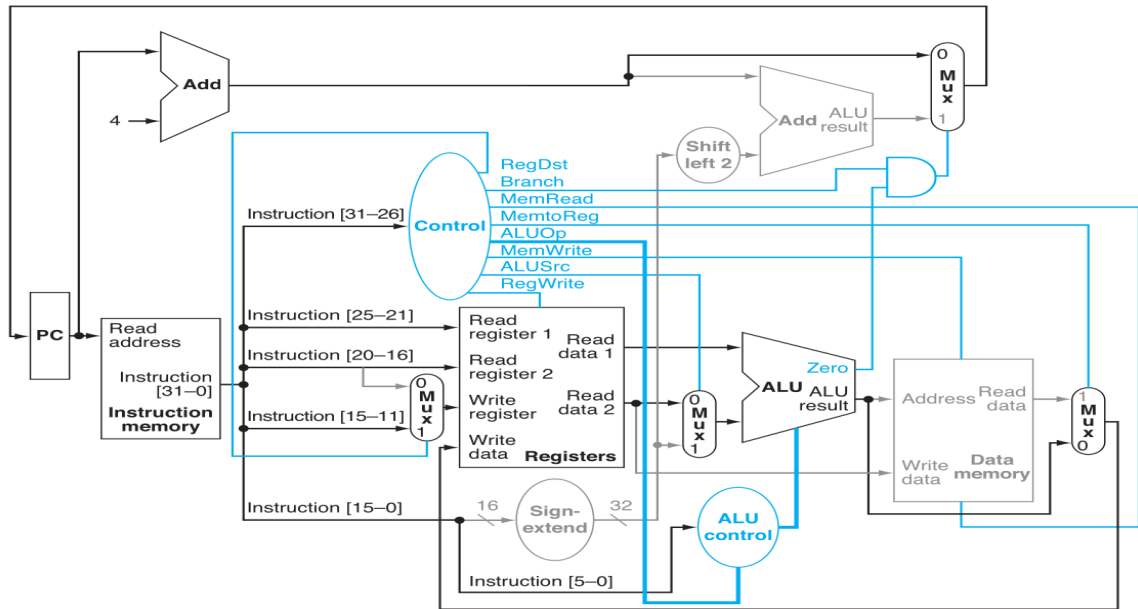 0
M
u
x
1
Add
4
Add
ALU
result
Shift
left 2
RegDst
Branch
MemRead
MemtoReg
ALUOp
MemWrite
ALUSrc
RegWrite
Control
Instruction [31–26]
Instruction [25–21]
Instruction [20–16]
Instruction [15–11]
Instruction [15–0]
Instruction [5–0]
PC
Read
address
Instruction
[31–0]
Instruction
memory
0
M
u
x
1
Read
register 1
Read
register 2
Write
register
Write
data
Read
data 1
Read
data 2
Registers
0
M
u
x
1
Zero
ALU
ALU
result
Address
Read
data
Write
data
Data
memory
1
M
u
x
0
16
Sign-
extend
32
ALU
control